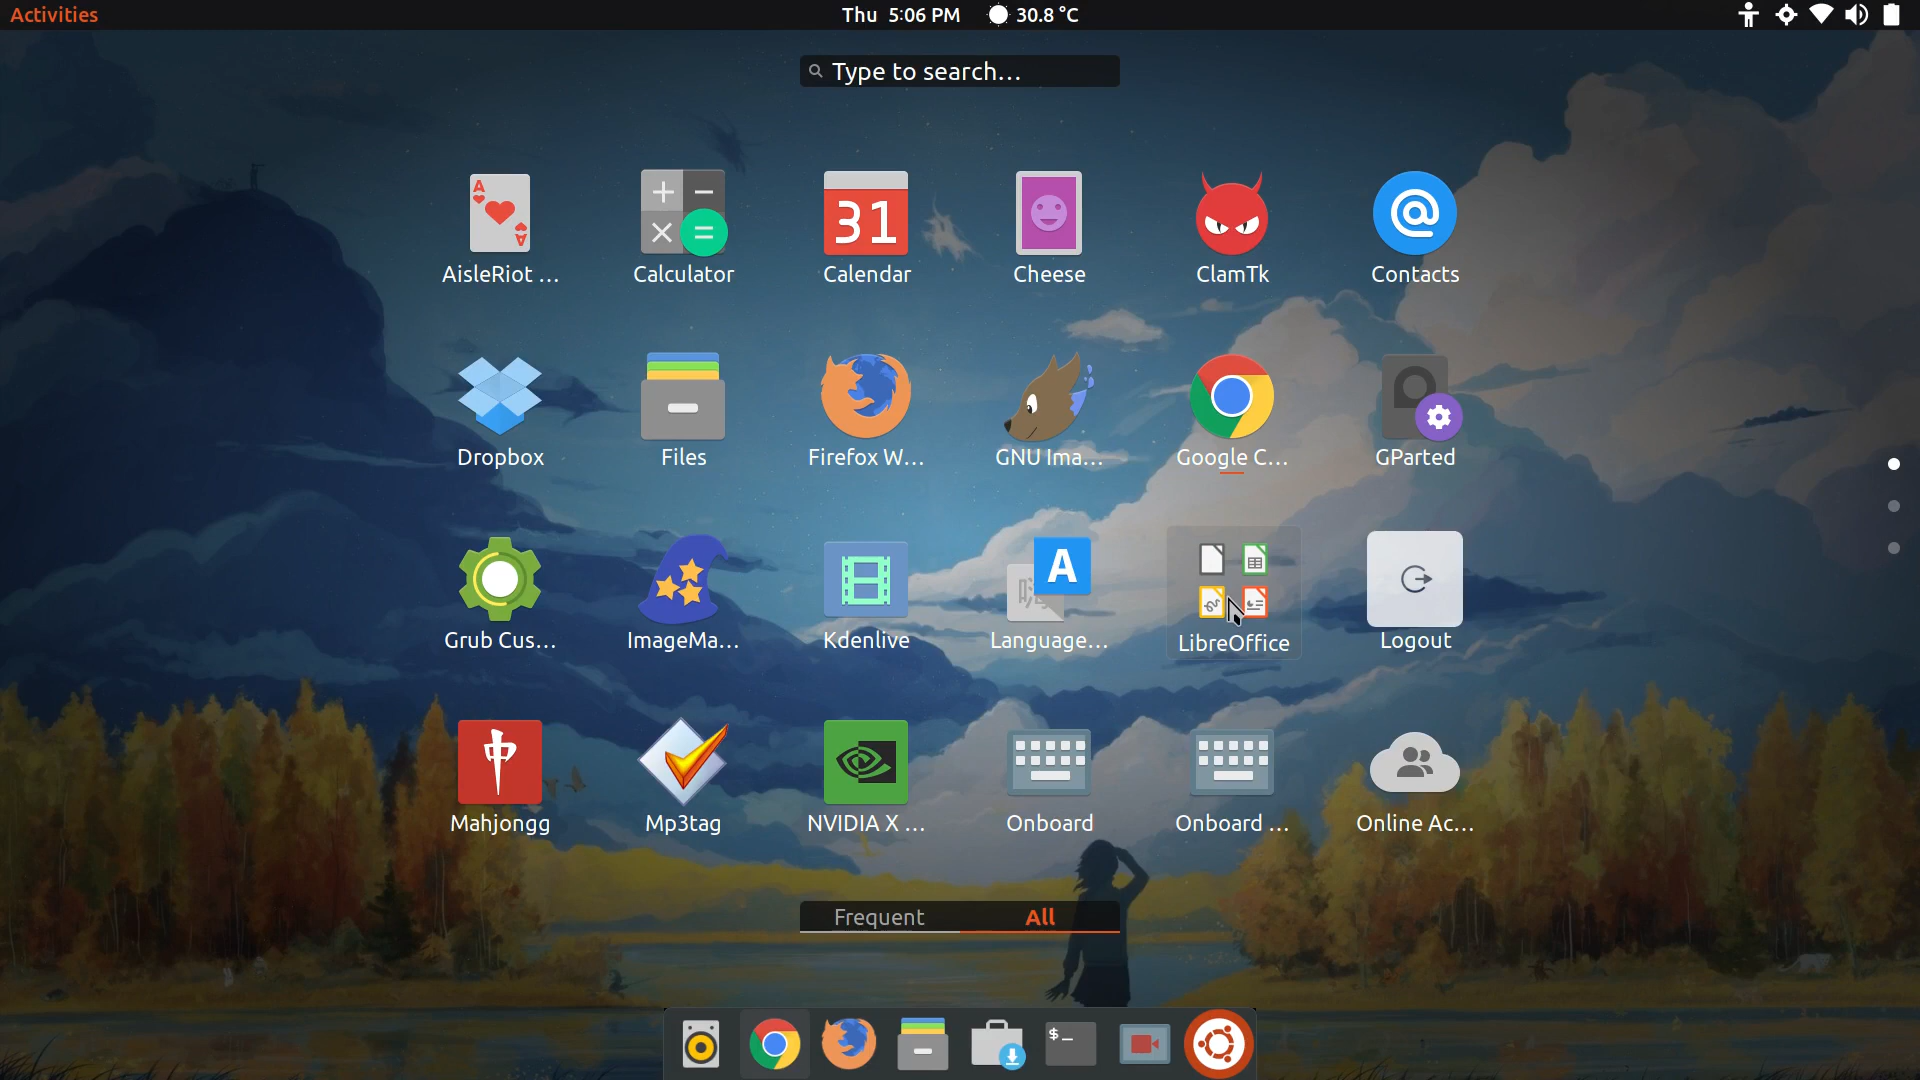 Activities
Thu 5:06 PM 30.8 °C
Type to search...
AisleRiot ...
Calculator
Calendar
Cheese
ClamTk
Contacts
Dropbox
Files
Firefox W...
GNU Ima...
Google C...
GParted
Grub Cus...
ImageMa...
Kdenlive
Language...
LibreOffice
Logout
Mahjongg
Mp3tag
NVIDIA X ...
Onboard
Onboard ...
Online Ac...
Frequent
All
31
A
A
A
$_